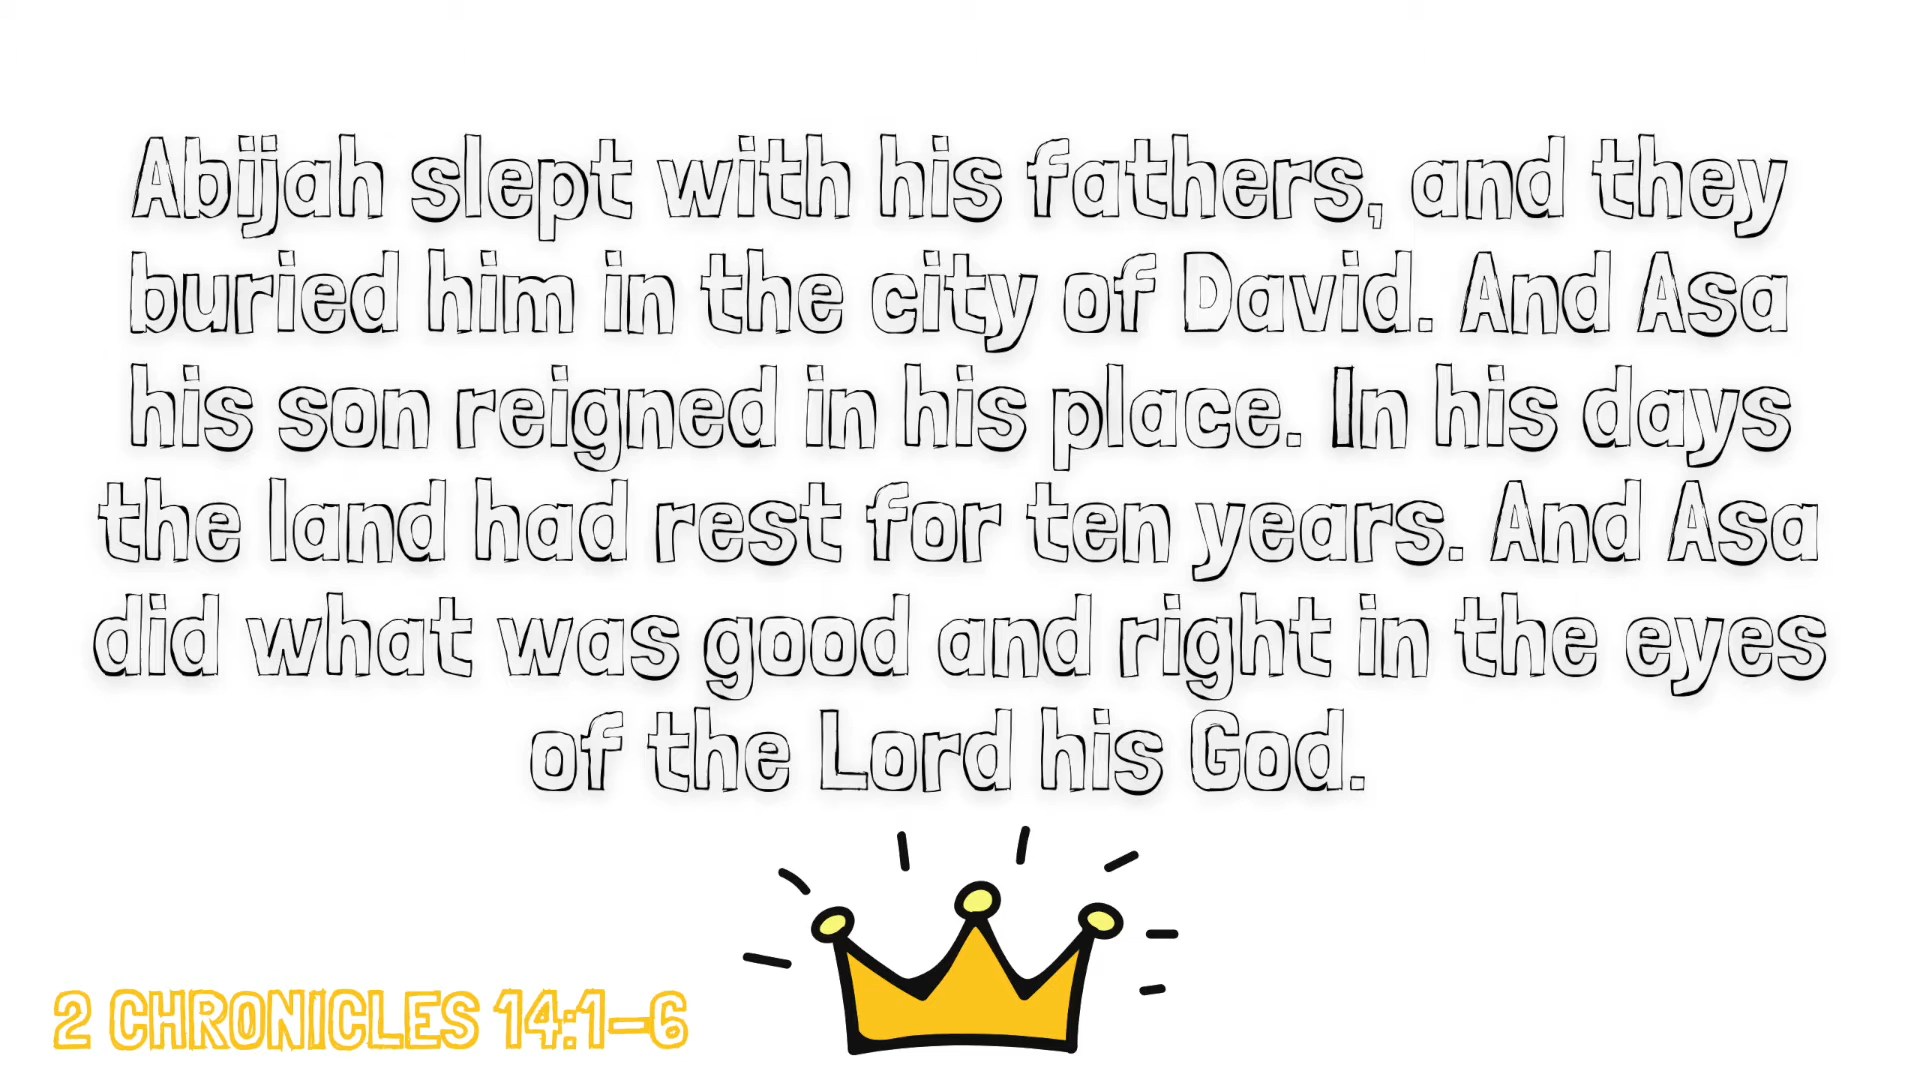 Abijah slept with his fathers, and they
buried him in the city of David. And Asa
his son reigned in his place. In his days
the land had rest for ten years. And Asa
did what was good and right in the eyes
of the Lord his God.
2 CHRONICLES 14:1–6